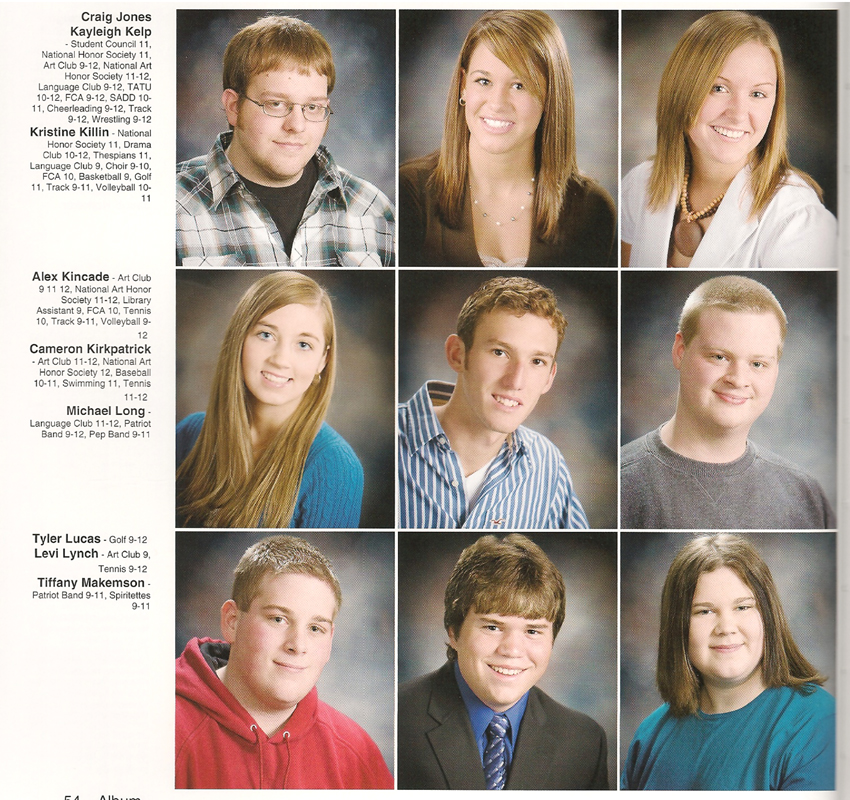 Craig Jones
Kayleigh Kelp
- Student Council 11,
National Honor Society 11,
Art Club 9-12, National Art
Honor Society 11-12,
Language Club 9-12, TATU
10-12, FCA 9-12, SADD 10-
11, Cheerleading 9-12, Track
9-12, Wrestling 9-12
Kristine Killin - National
Honor Society 11, Drama
Club 10-12, Thespians 11,
Language Club 9, Choir 9-10,
FCA 10, Basketball 9, Golf
11, Track 9-11, Volleyball 10-
11
Alex Kincade - Art Club
9 11 12, National Art Honor
Society 11-12, Library
Assistant 9, FCA 10, Tennis
10, Track 9-11, Volleyball 9-
12
Cameron Kirkpatrick
- Art Club 11-12, National Art
Honor Society 12, Baseball
10-11, Swimming 11, Tennis
11-12
Michael Long -
Language Club 11-12, Patriot
Band 9-12, Pep Band 9-11
Tyler Lucas - Golf 9-12
Levi Lynch - Art Club 9,
Tennis 9-12
Tiffany Makemson -
Patriot Band 9-11, Spiritettes
9-11
54 Album